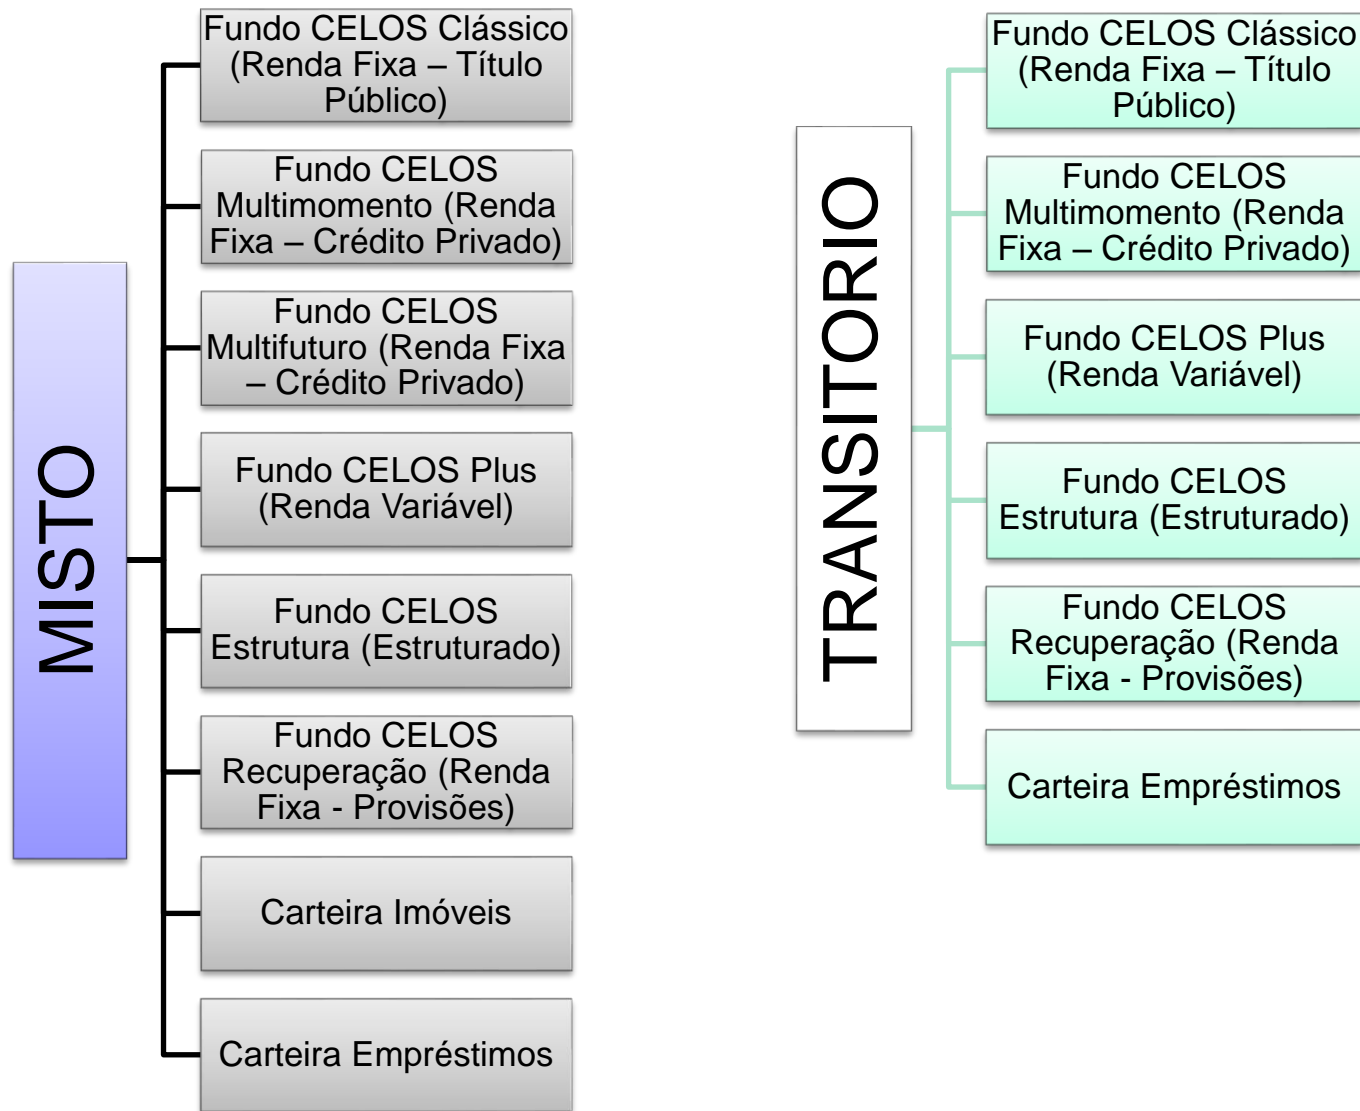 MISTO
Fundo CELOS Clássico
(Renda Fixa – Título
Público)
Fundo CELOS
Multimomento (Renda
Fixa – Crédito Privado)
Fundo CELOS
Multifuturo (Renda Fixa
– Crédito Privado)
Fundo CELOS Plus
(Renda Variável)
Fundo CELOS
Estrutura (Estruturado)
Fundo CELOS
Recuperação (Renda
Fixa - Provisões)
Carteira Imóveis
Carteira Empréstimos
TRANSITORIO
Fundo CELOS Clássico
(Renda Fixa – Título
Público)
Fundo CELOS
Multimomento (Renda
Fixa – Crédito Privado)
Fundo CELOS Plus
(Renda Variável)
Fundo CELOS
Estrutura (Estruturado)
Fundo CELOS
Recuperação (Renda
Fixa - Provisões)
Carteira Empréstimos